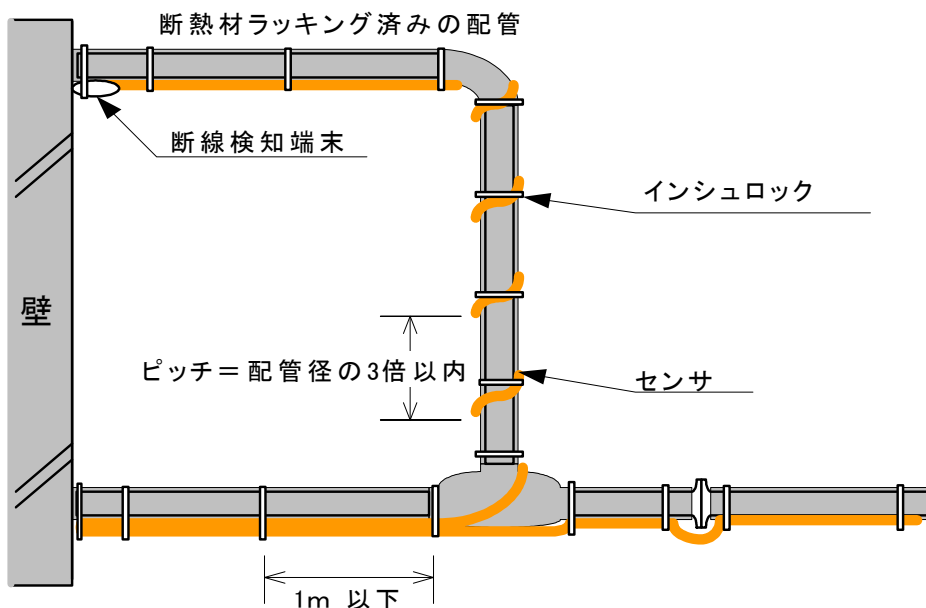 断熱材ラッキング済みの配管
断線検知端末
インシュロック
壁
ピッチ＝配管径の3倍以内
センサ
1m 以下